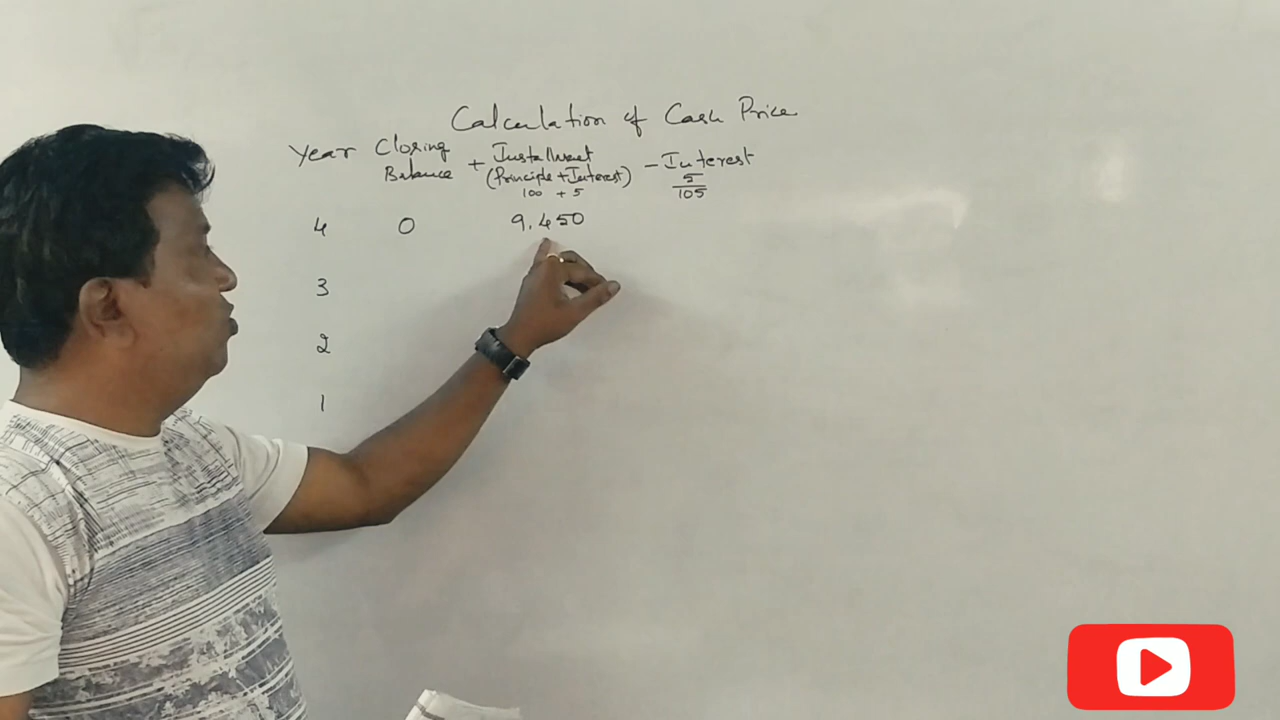 Calculation of Cash Price
Year Closing Balance + Installment (Principle + Interest) 100 + 5 - Interest 5/105
4 0 9.450
3
2
1